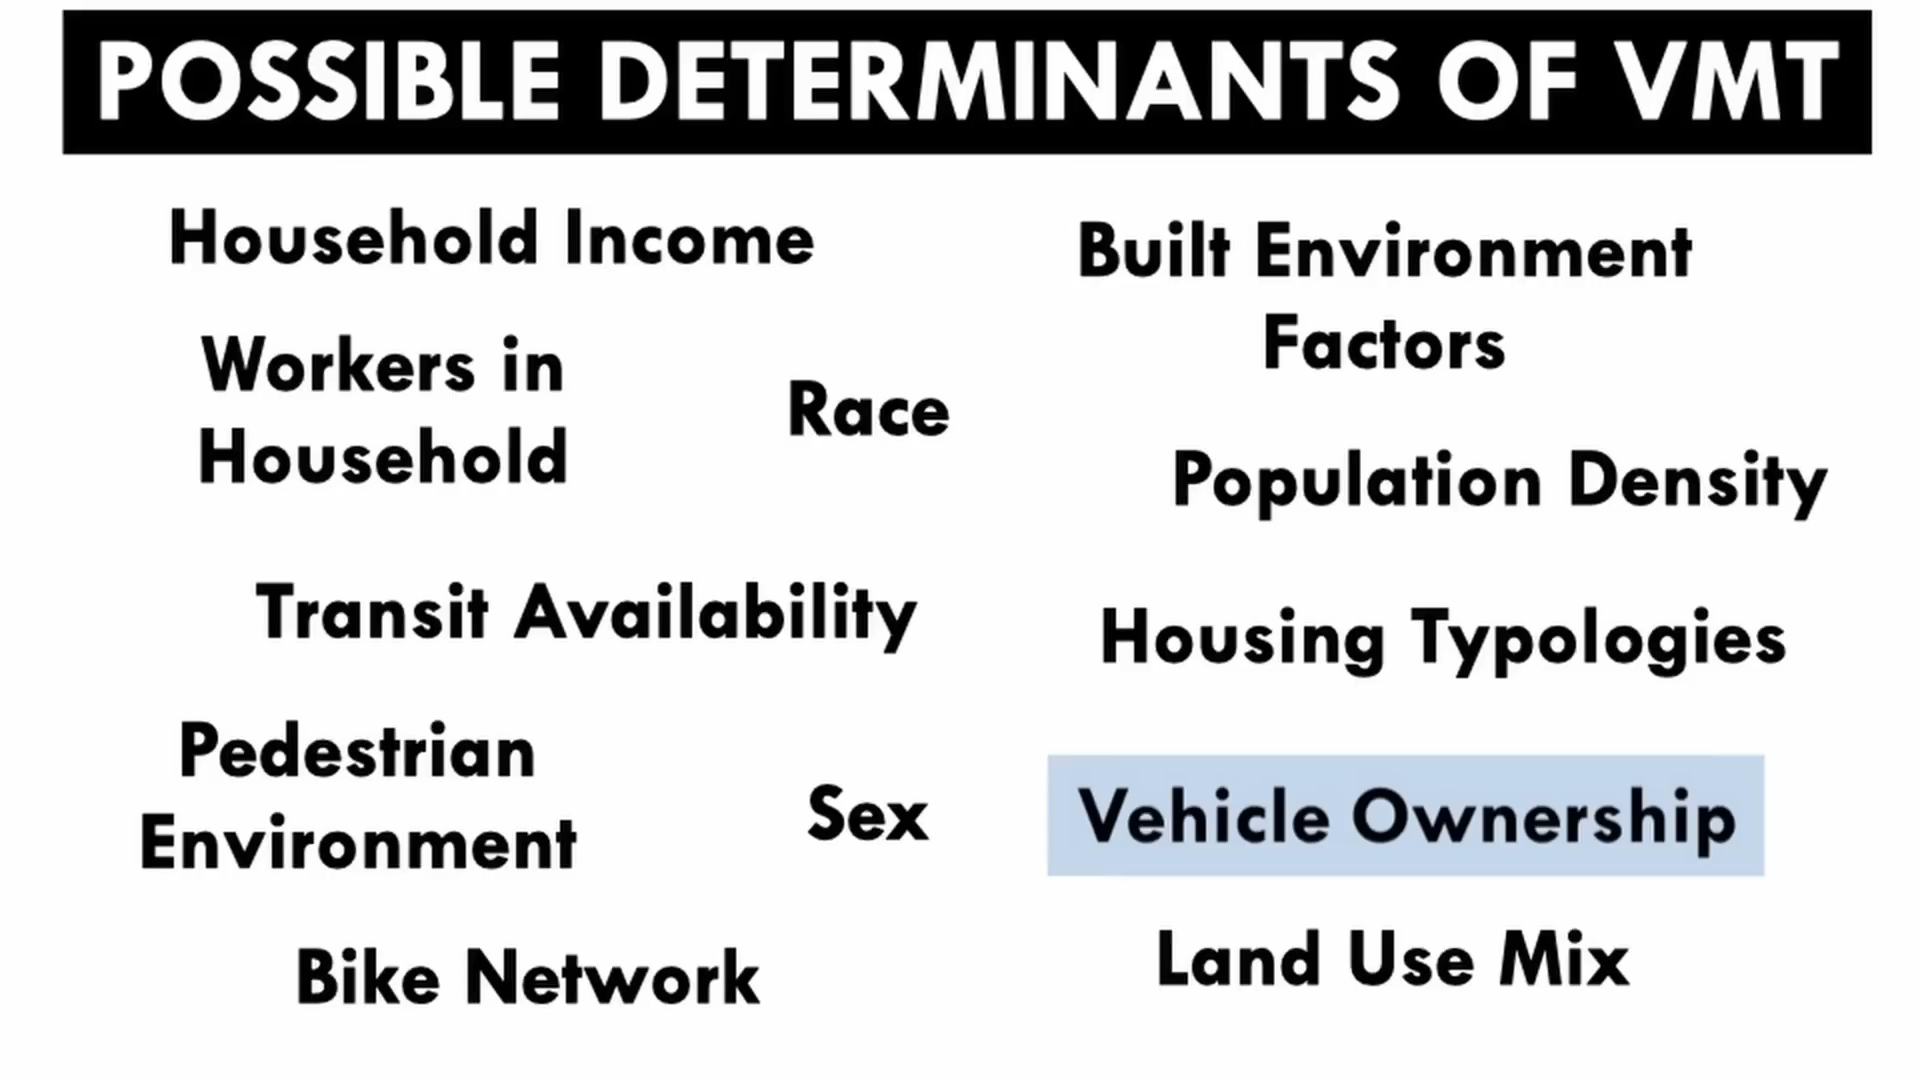 POSSIBLE DETERMINANTS OF VMT
Household Income
Workers in
Household
Race
Transit Availability
Pedestrian
Environment
Sex
Bike Network
Built Environment
Factors
Population Density
Housing Typologies
Vehicle Ownership
Land Use Mix